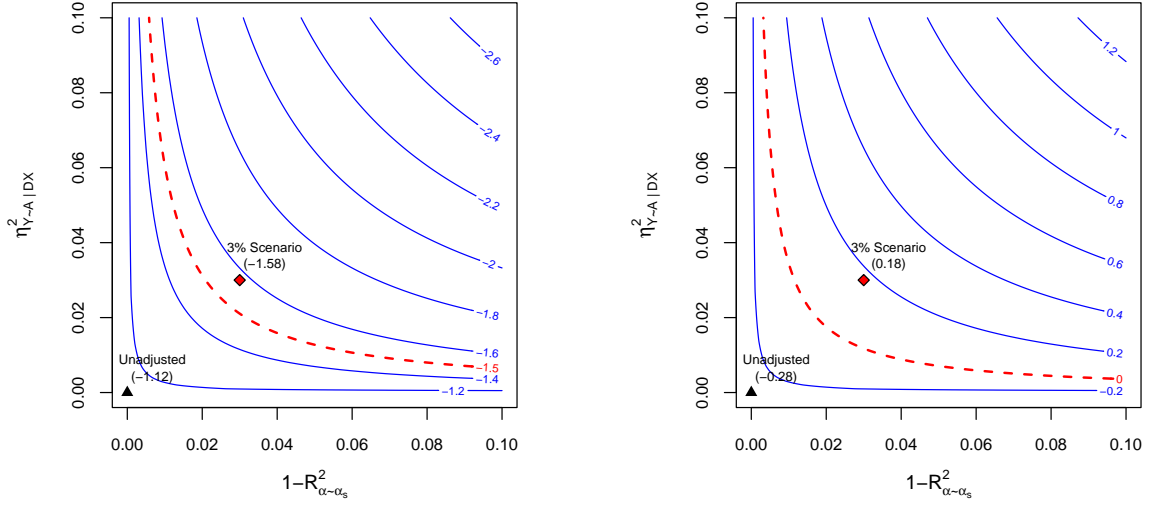 0.00 0.02 0.04 0.06 0.08 0.10
η²Y~A | DX
−2.6
−2.4
−2.2
−2
−1.8
−1.6
−1.5
−1.4
−1.2
3% Scenario
(−1.58)
Unadjusted
(−1.12)
0.00 0.02 0.04 0.06 0.08 0.10
1−R²α~αs
0.00 0.02 0.04 0.06 0.08 0.10
η²Y~A | DX
1.2
1
0.8
0.6
0.4
0.2
0
−0.2
3% Scenario
(0.18)
Unadjusted
(−0.28)
0.00 0.02 0.04 0.06 0.08 0.10
1−R²α~αs